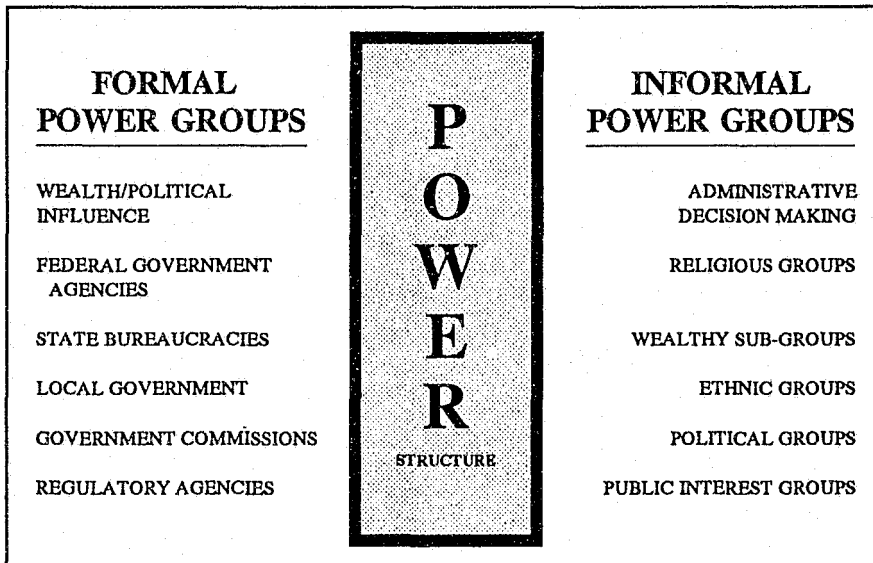 FORMAL
POWER GROUPS
WEALTH/POLITICAL
INFLUENCE
FEDERAL GOVERNMENT
AGENCIES
STATE BUREAUCRACIES
LOCAL GOVERNMENT
GOVERNMENT COMMISSIONS
REGULATORY AGENCIES
P
O
W
E
R
STRUCTURE
INFORMAL
POWER GROUPS
ADMINISTRATIVE
DECISION MAKING
RELIGIOUS GROUPS
WEALTHY SUB-GROUPS
ETHNIC GROUPS
POLITICAL GROUPS
PUBLIC INTEREST GROUPS